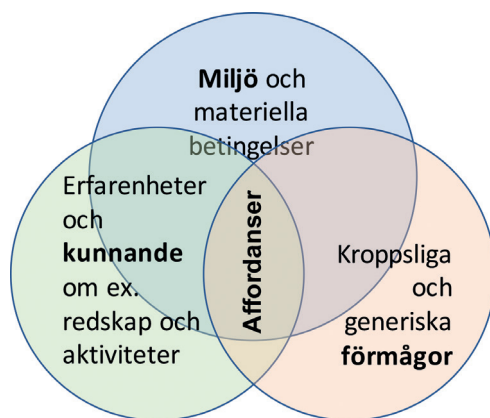 Miljö och
materiella
betingelser
Erfarenheter
och
kunnande
om ex.
redskap och
aktiviteter
Affordanser
Kroppsliga
och
generiska
förmågor